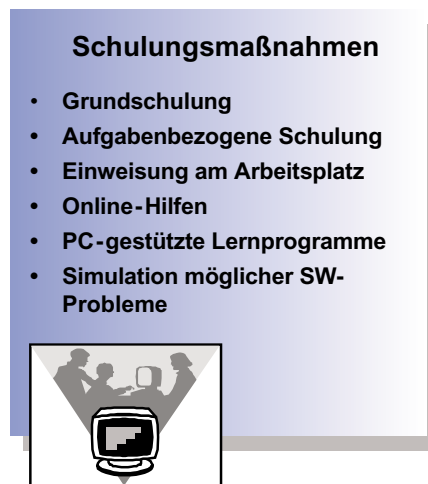 Schulungsmaßnahmen
• Grundschulung
• Aufgabenbezogene Schulung
• Einweisung am Arbeitsplatz
• Online-Hilfen
• PC-gestützte Lernprogramme
• Simulation möglicher SW-
Probleme